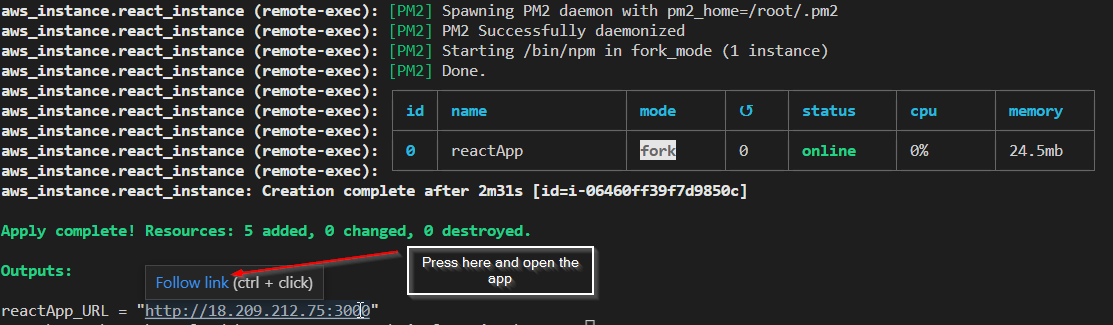 aws_instance.react_instance (remote-exec): [PM2] Spawning PM2 daemon with pm2_home=/root/.pm2
aws_instance.react_instance (remote-exec): [PM2] PM2 Successfully daemonized
aws_instance.react_instance (remote-exec): [PM2] Starting /bin/npm in fork_mode (1 instance)
aws_instance.react_instance (remote-exec): [PM2] Done.
aws_instance.react_instance (remote-exec):
aws_instance.react_instance (remote-exec): id name mode ↺ status cpu memory
aws_instance.react_instance (remote-exec):
aws_instance.react_instance (remote-exec): 0 reactApp fork 0 online 0% 24.5mb
aws_instance.react_instance (remote-exec):
aws_instance.react_instance: Creation complete after 2m31s [id=i-06460ff39f7d9850c]
Apply complete! Resources: 5 added, 0 changed, 0 destroyed.
Press here and open the
app
Outputs:
Follow link (ctrl + click)
reactApp_URL = "http://18.209.212.75:3000"